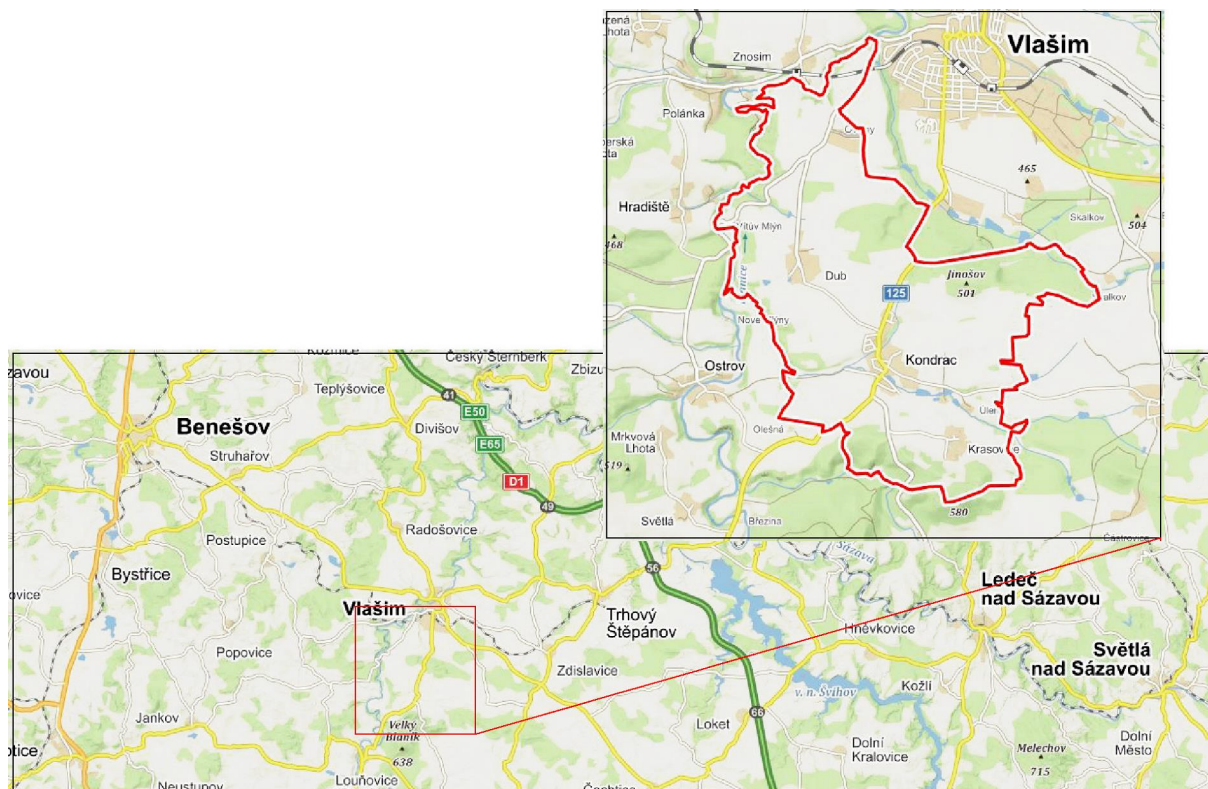 Vlašim
Znosim
Polánka
465
Hradiště
Skalkov
504
Vítův Mlýn
468
Dub
Jínošov
501
125
Nové Mlýny
Ostrov
Kondrac
Olešná
Mrkvová
Lhota
Krasovice
519
580
Světlá
Březina
Český Šternberk
Teplýšovice
41
E50
Benešov
Divišov
E65
Struhařov
D1
49
Radošovice
Postupice
Sázava
56
Bystřice
Ledeč
nad Sázavou
Vlašim
Trhový
Štěpánov
Hněvkovice
Popovice
Zdislavice
Světlá
nad Sázavou
Kožlí
v. n. Švihov
Jankov
Velký
Blaník
66
Loket
638
Dolní
Kralovice
Melechov
715
Dolní
Město
Louňovice
Neustupov
Čechtice